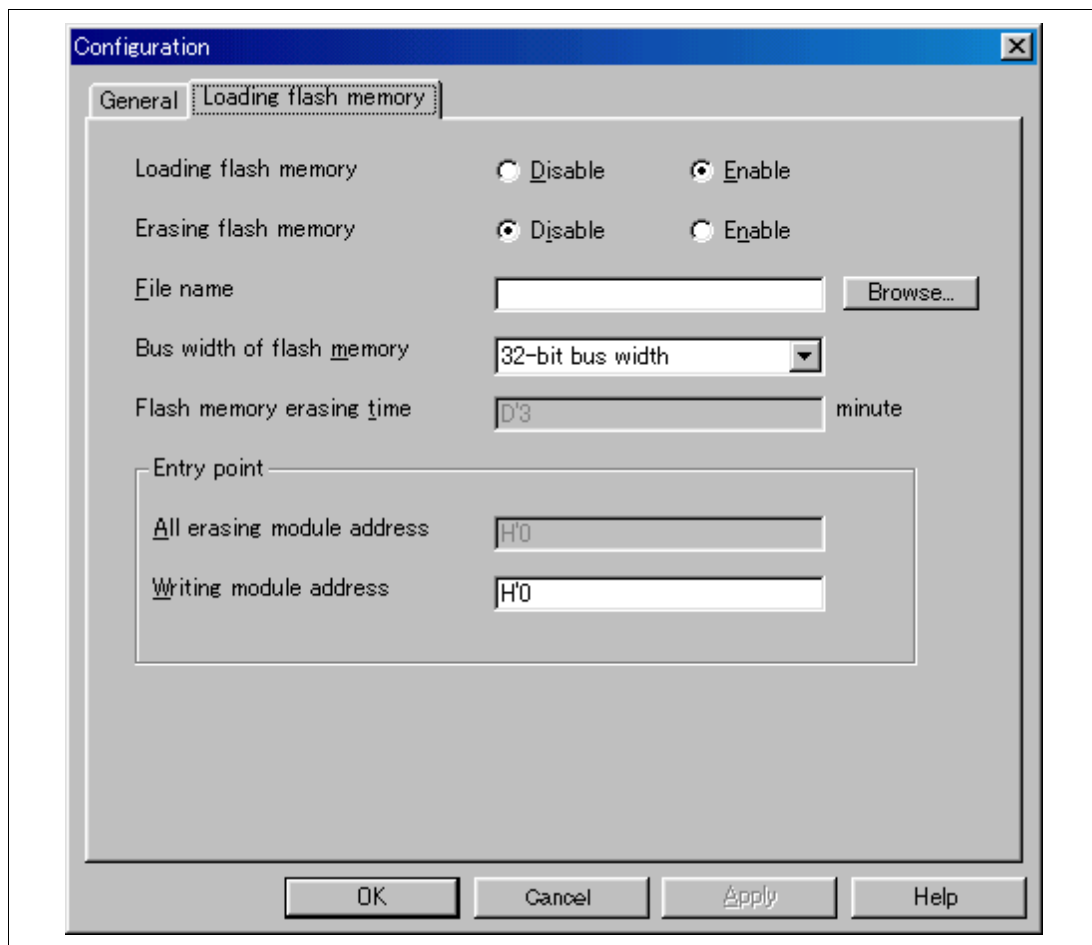 Configuration
General Loading flash memory
Loading flash memory Disable Enable
Erasing flash memory Disable Enable
File name Browse...
Bus width of flash memory 32-bit bus width
Flash memory erasing time D'3 minute
Entry point
All erasing module address H'0
Writing module address H'0
OK Cancel Apply Help